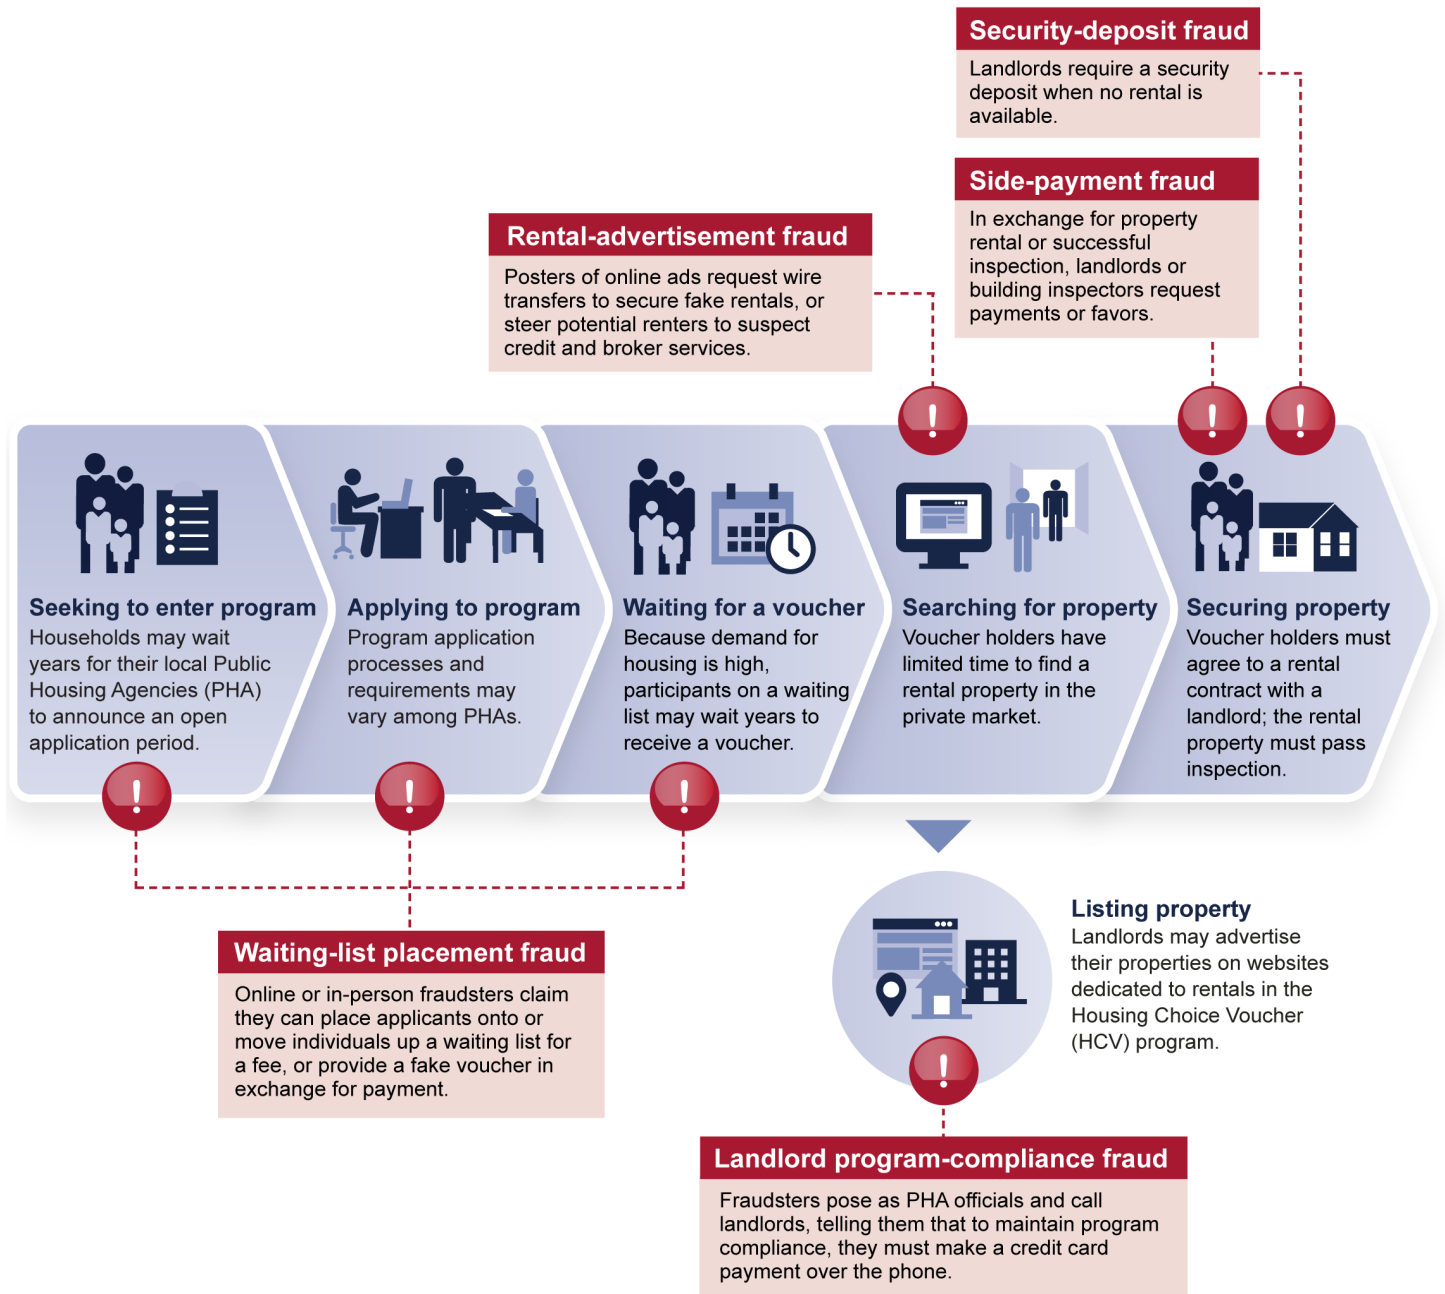 Security-deposit fraud
Landlords require a security
deposit when no rental is
available.
Side-payment fraud
In exchange for property
rental or successful
inspection, landlords or
building inspectors request
payments or favors.
Rental-advertisement fraud
Posters of online ads request wire
transfers to secure fake rentals, or
steer potential renters to suspect
credit and broker services.
!
!
!
Seeking to enter program
Households may wait
years for their local Public
Housing Agencies (PHA)
to announce an open
application period.
Applying to program
Program application
processes and
requirements may
vary among PHAs.
Waiting for a voucher
Because demand for
housing is high,
participants on a waiting
list may wait years to
receive a voucher.
Searching for property
Voucher holders have
limited time to find a
rental property in the
private market.
Securing property
Voucher holders must
agree to a rental
contract with a
landlord; the rental
property must pass
inspection.
!
!
!
Waiting-list placement fraud
Online or in-person fraudsters claim
they can place applicants onto or
move individuals up a waiting list for
a fee, or provide a fake voucher in
exchange for payment.
Listing property
Landlords may advertise
their properties on websites
dedicated to rentals in the
Housing Choice Voucher
(HCV) program.
!
Landlord program-compliance fraud
Fraudsters pose as PHA officials and call
landlords, telling them that to maintain program
compliance, they must make a credit card
payment over the phone.